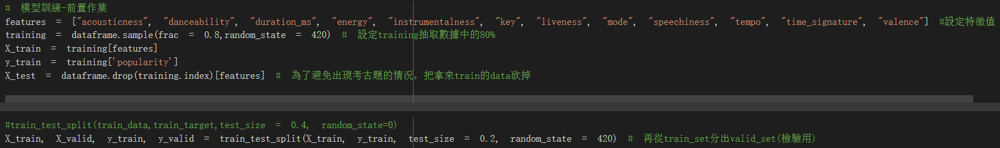 # 模型訓練-前置作業
features = ["acousticness", "danceability", "duration_ms", "energy", "instrumentalness", "key", "liveness", "mode", "speechiness", "tempo", "time_signature", "valence"] #設定特徵值
training = dataframe.sample(frac = 0.8,random_state = 420) # 設定training抽取數據中的80%
X_train = training[features]
y_train = training['popularity']
X_test = dataframe.drop(training.index)[features] # 為了避免出現考古題的情況，把拿來train的data砍掉
#train_test_split(train_data,train_target,test_size = 0.4, random_state=0)
X_train, X_valid, y_train, y_valid = train_test_split(X_train, y_train, test_size = 0.2, random_state = 420) # 再從train_set分出valid_set(檢驗用)